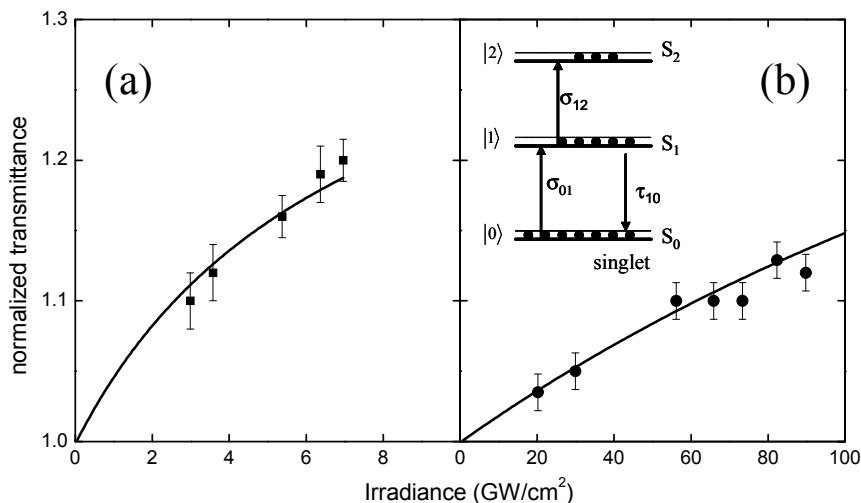 1.3
1.2
1.1
1.0
normalized transmittance
(a)
0 2 4 6 8
(b)
|2⟩ S₂
σ₁₂
|1⟩ S₁
σ₀₁ τ₁₀
|0⟩ S₀
singlet
0 20 40 60 80 100
Irradiance (GW/cm²)